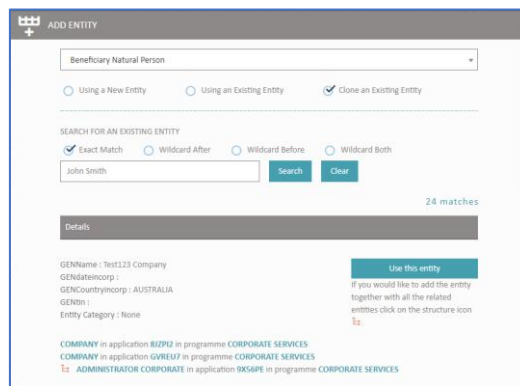 ADD ENTITY
Beneficiary Natural Person
Using a New Entity Using an Existing Entity Clone an Existing Entity
SEARCH FOR AN EXISTING ENTITY
Exact Match Wildcard After Wildcard Before Wildcard Both
John Smith Search Clear
24 matches
Details
GENName : Test123 Company
GENdateincorp :
GENCountryincorp : AUSTRALIA
GENtin :
Entity Category : None
Use this entity
If you would like to add the entity
together with all the related
entities click on the structure icon
COMPANY in application 8JZPI2 in programme CORPORATE SERVICES
COMPANY in application GVREU7 in programme CORPORATE SERVICES
ADMINISTRATOR CORPORATE in application 9X56PE in programme CORPORATE SERVICES